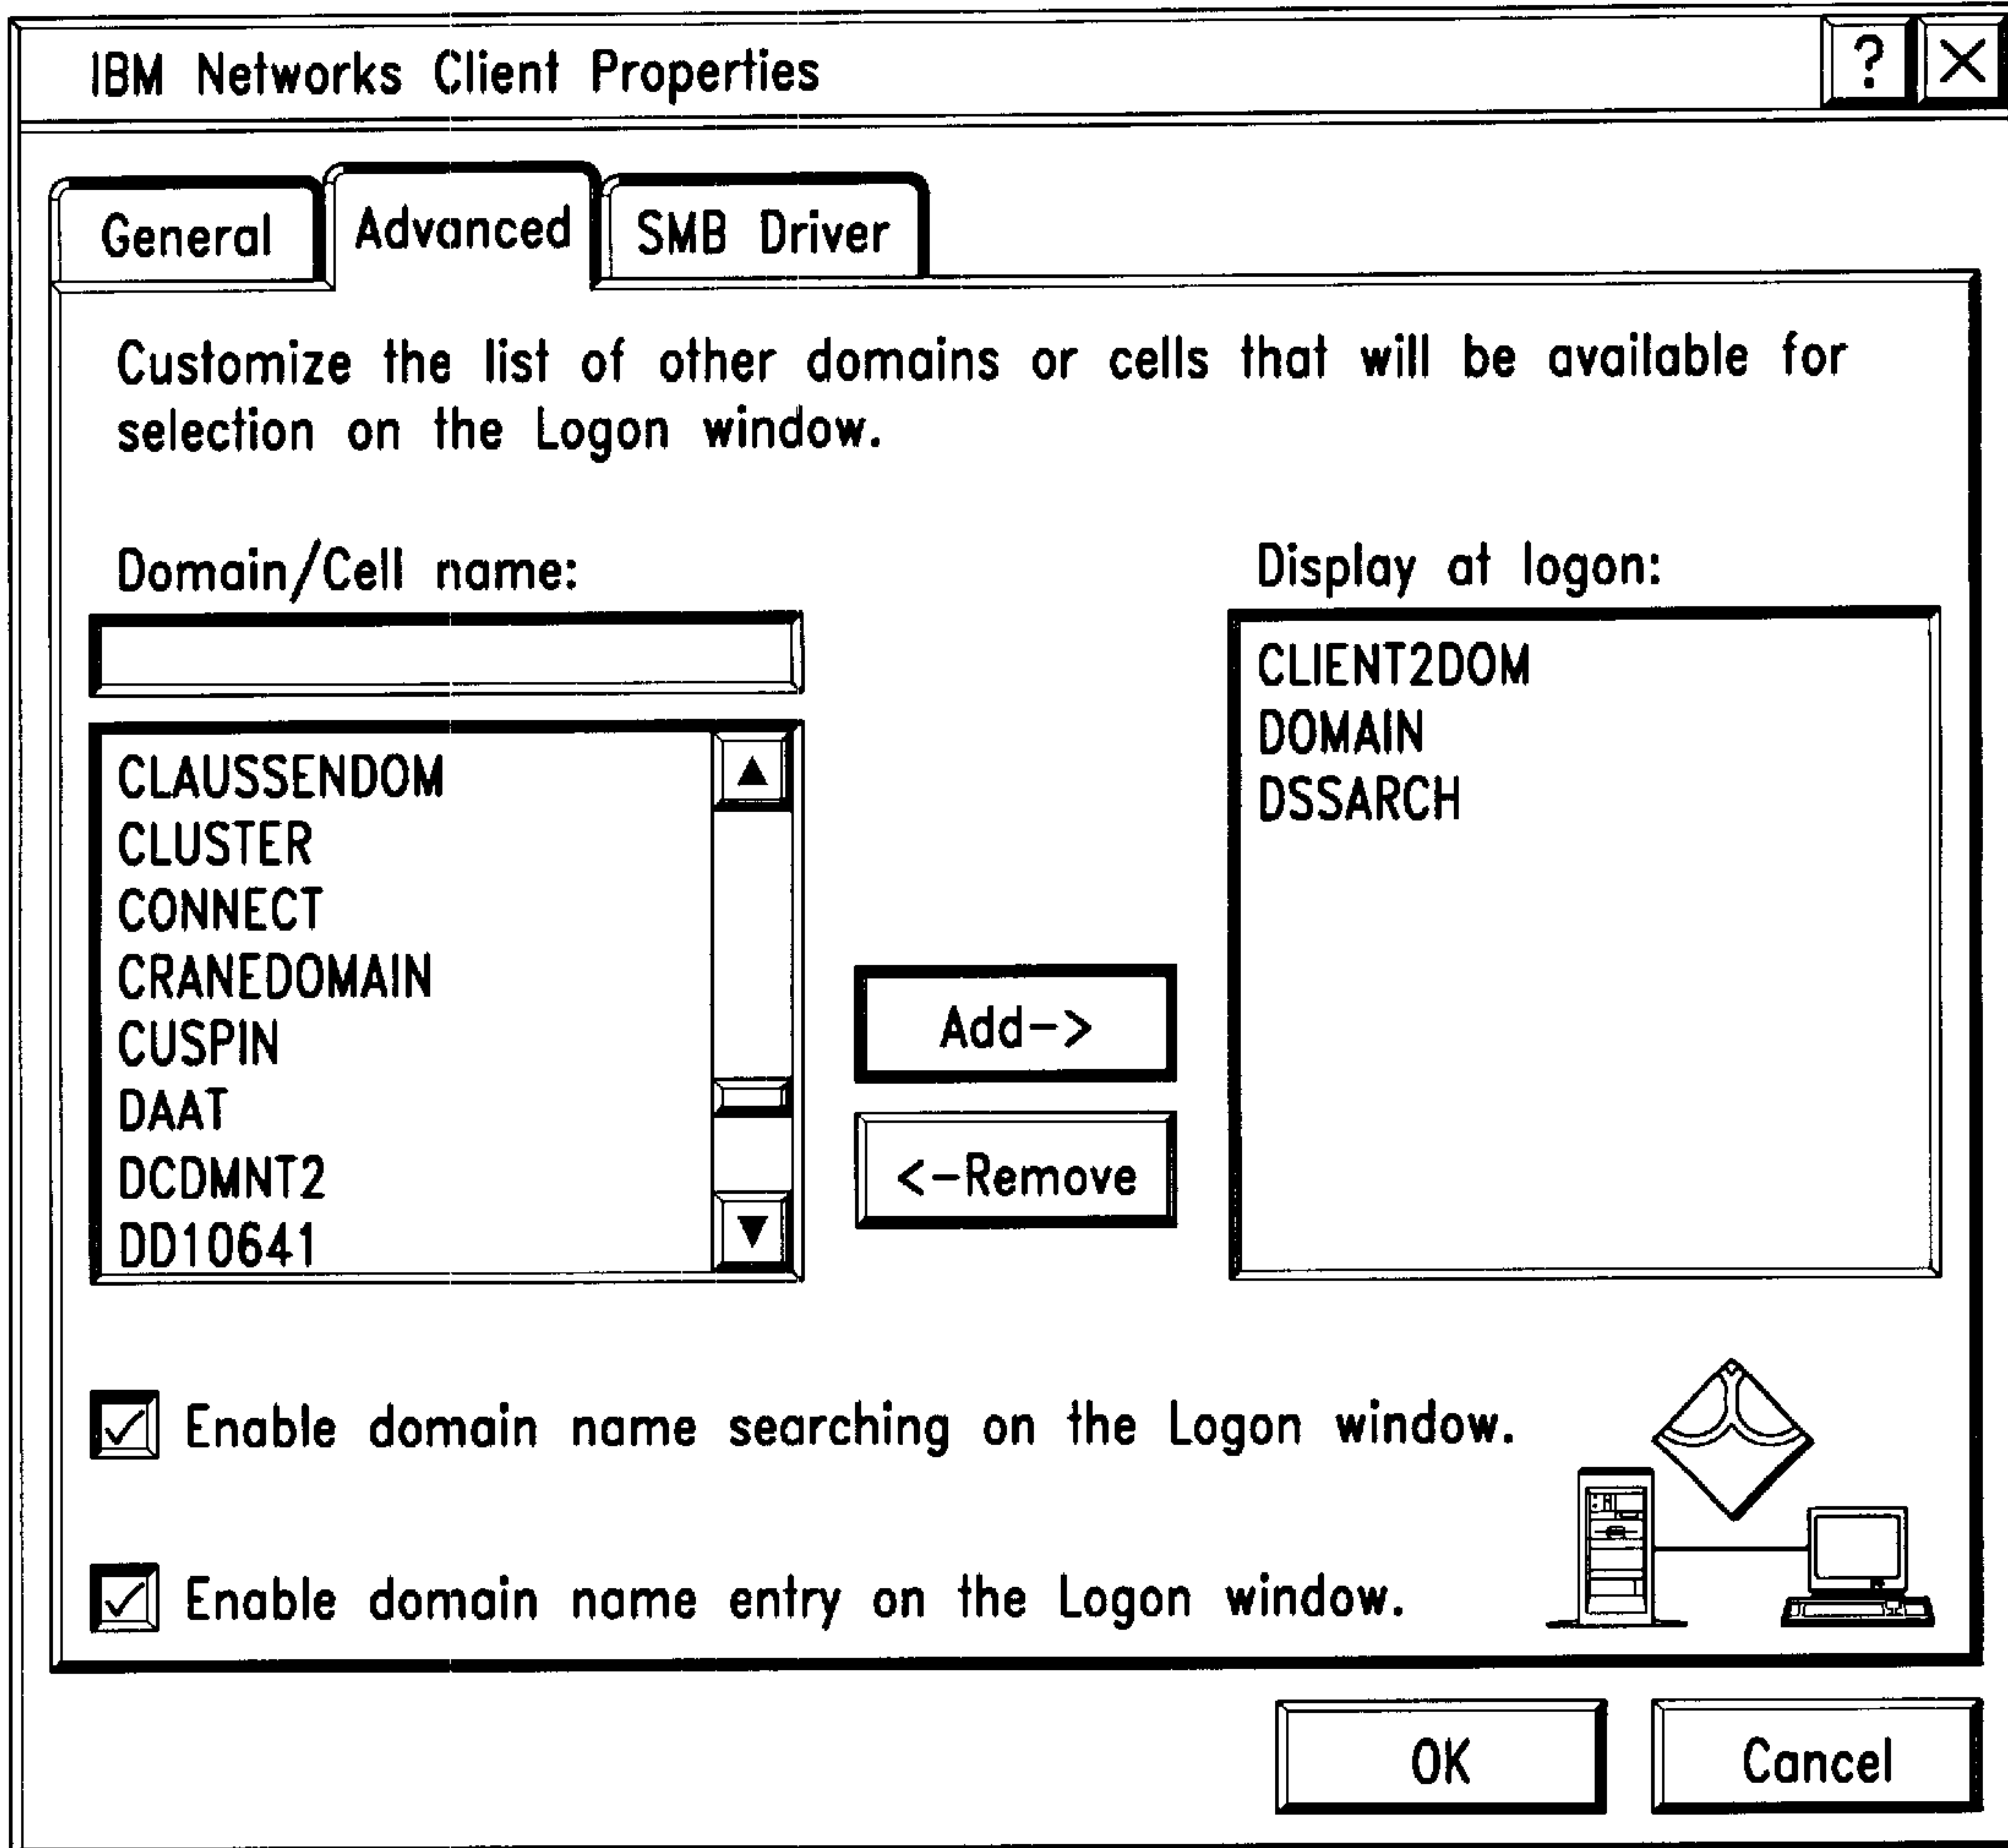 IBM Networks Client Properties
?
General
Advanced
SMB Driver
Customize the list of other domains or cells that will be available for
selection on the Logon window.
Domain/Cell name:
CLAUSSENDOM
CLUSTER
CONNECT
CRANEDOMAIN
CUSPIN
DAAT
DCDMNT2
DD10641
Add->
<-Remove
Display at logon:
CLIENT2DOM
DOMAIN
DSSARCH
Enable domain name searching on the Logon window.
Enable domain name entry on the Logon window.
OK
Cancel